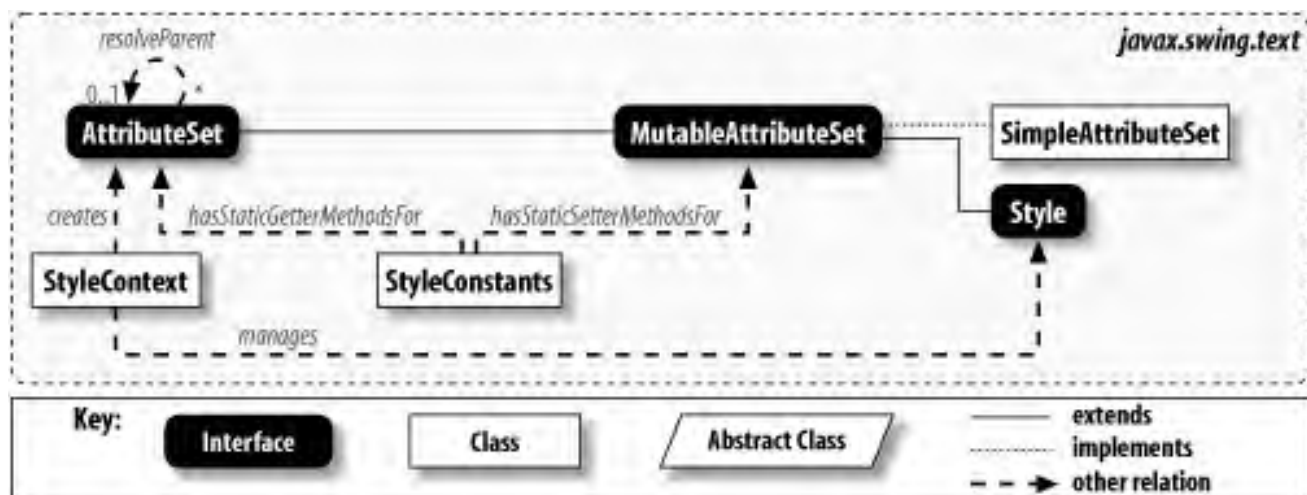 resolveParent
javax.swing.text
0..1 *
AttributeSet
MutableAttributeSet
SimpleAttributeSet
creates
hasStaticGetterMethodsFor
hasStaticSetterMethodsFor
Style
StyleContext
StyleConstants
manages
Key:
Interface
Class
Abstract Class
extends
implements
other relation